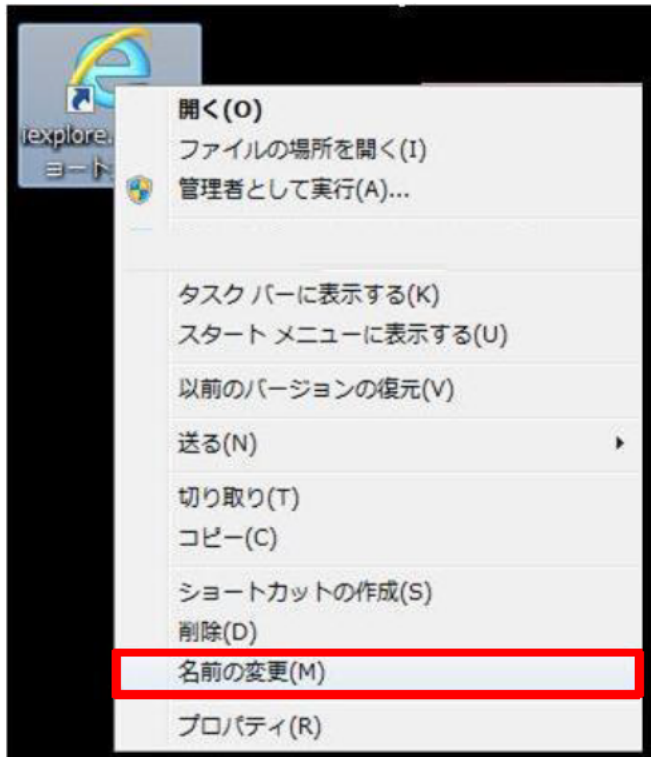 iexplore.
ョート
開く(O)
ファイルの場所を開く(I)
管理者として実行(A)...
タスク バーに表示する(K)
スタート メニューに表示する(U)
以前のバージョンの復元(V)
送る(N)
切り取り(T)
コピー(C)
ショートカットの作成(S)
削除(D)
名前の変更(M)
プロパティ(R)